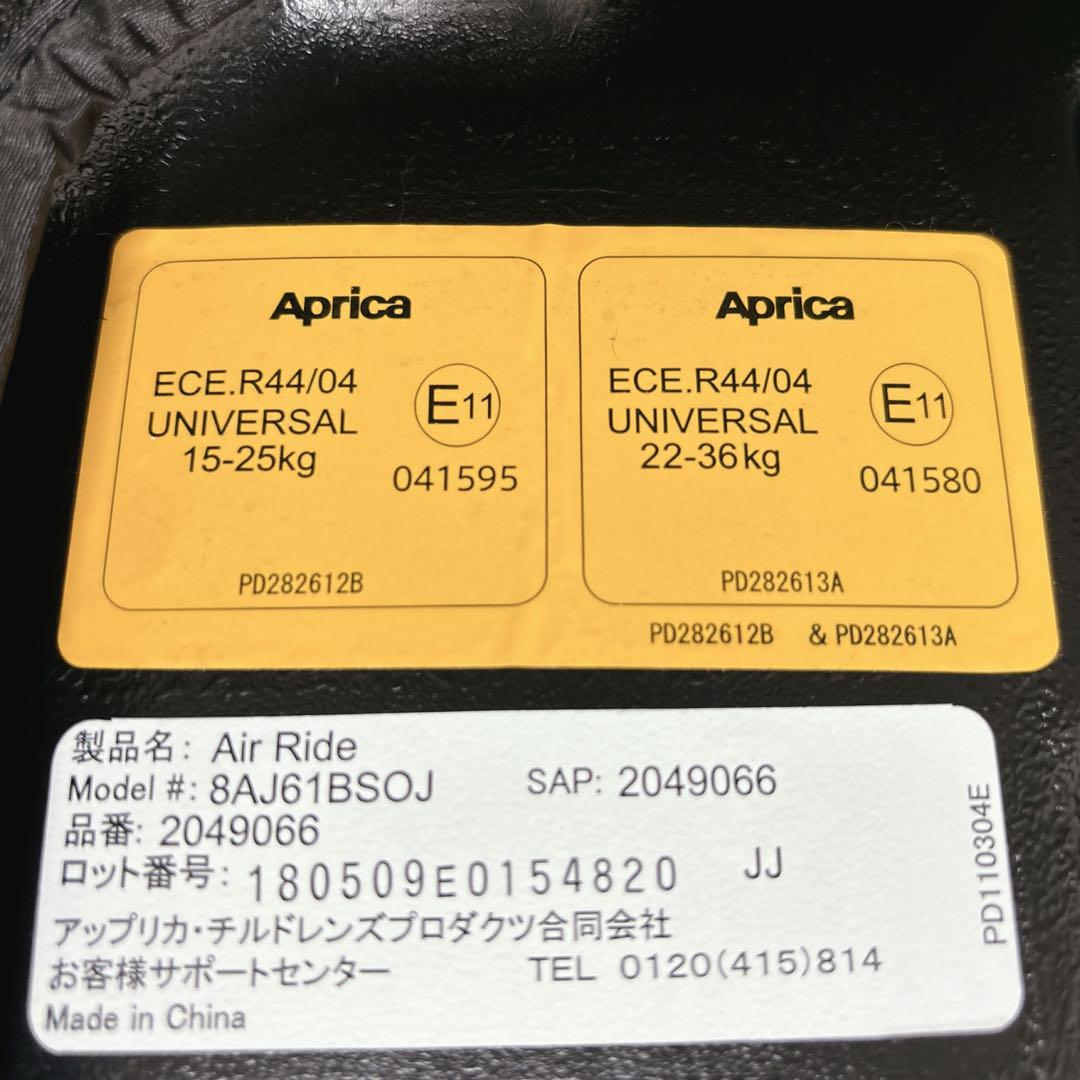 Aprica
ECE.R44/04
UNIVERSAL
15-25kg
E11
041595
PD282612B
Aprica
ECE.R44/04
UNIVERSAL
22-36kg
E11
041580
PD282613A
PD282612B & PD282613A
製品名: Air Ride
Model #: 8AJ61BSOJ SAP: 2049066
品番: 2049066
ロット番号: 180509E0154820 JJ
アップリカ・チルドレンズプロダクツ合同会社
お客様サポートセンター TEL 0120(415)814
Made in China
PD110304E